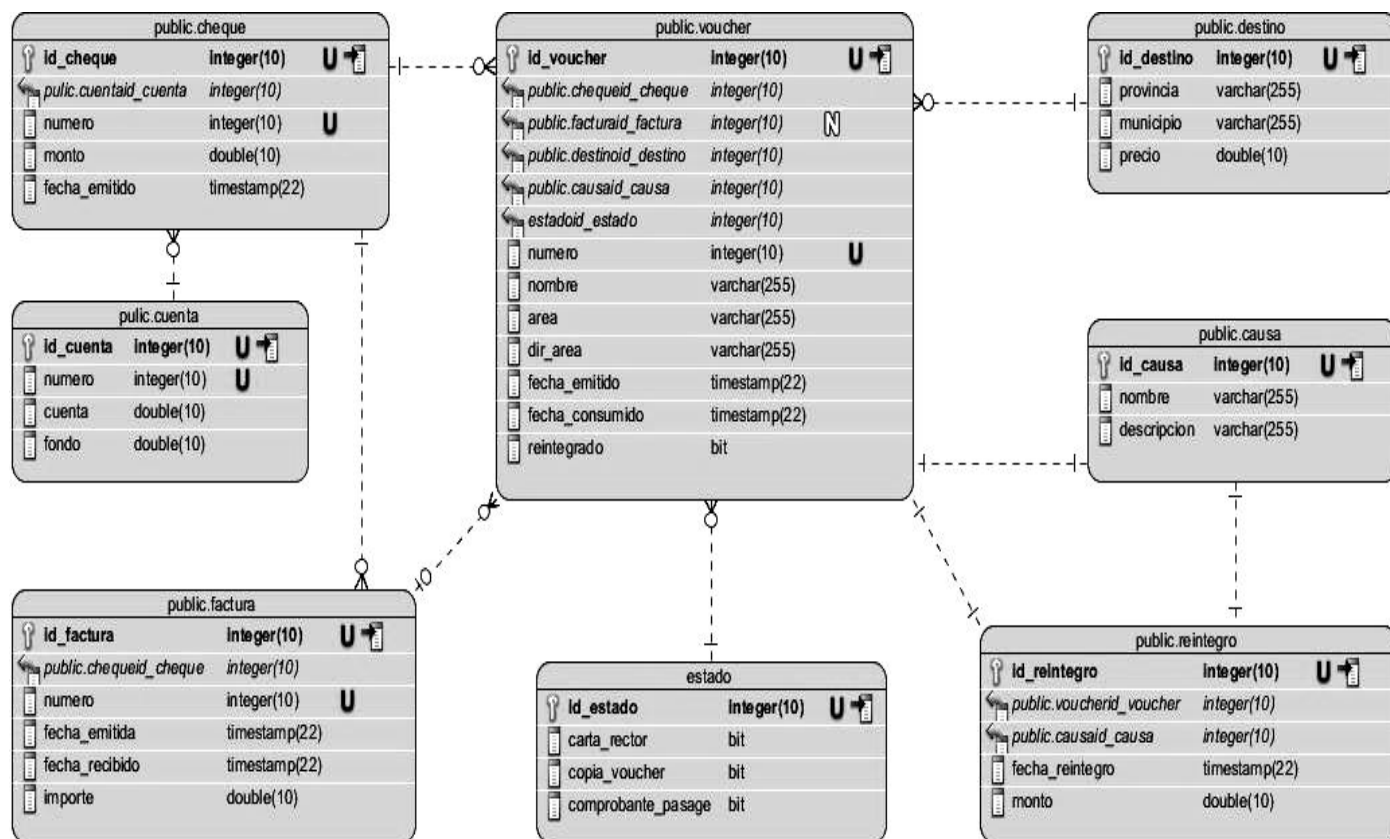 public.cheque
id_cheque integer(10) U
pulic.cuentaid_cuenta integer(10)
numero integer(10) U
monto double(10)
fecha_emitido timestamp(22)
public.voucher
id_voucher integer(10) U
public.chequeid_cheque integer(10)
public.facturaid_factura integer(10) N
public.destinoid_destino integer(10)
public.causaid_causa integer(10)
estadoid_estado integer(10)
numero integer(10) U
nombre varchar(255)
area varchar(255)
dir_area varchar(255)
fecha_emitido timestamp(22)
fecha_consumido timestamp(22)
reintegrado bit
public.destino
id_destino integer(10) U
provincia varchar(255)
municipio varchar(255)
precio double(10)
pulic.cuenta
id_cuenta integer(10) U
numero integer(10) U
cuenta double(10)
fondo double(10)
public.causa
id_causa integer(10) U
nombre varchar(255)
descripcion varchar(255)
public.factura
id_factura integer(10) U
public.chequeid_cheque integer(10)
numero integer(10) U
fecha_emitida timestamp(22)
fecha_recibido timestamp(22)
importe double(10)
estado
id_estado integer(10) U
carta_rector bit
copia_voucher bit
comprobante_pasage bit
public.reintegro
id_reintegro integer(10) U
public.voucherid_voucher integer(10)
public.causaid_causa integer(10)
fecha_reintegro timestamp(22)
monto double(10)